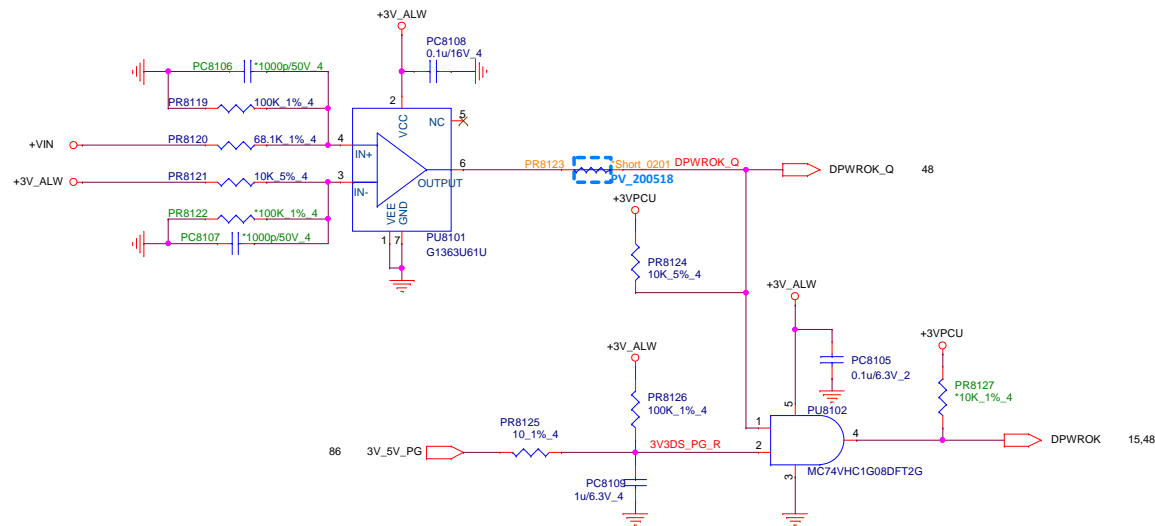 +3V_ALW
PC8108
0.1u/16V_4
PC8106 *1000p/50V_4
PR8119 100K_1%_4
2
VCC
NC 5
+VIN PR8120 68.1K_1%_4 4
IN+
+3V_ALW PR8121 10K_5%_4 3
IN-
6
OUTPUT
PR8123 Short_0201 DPWROK_Q
PV_200518
DPWROK_Q 48
PR8122 *100K_1%_4
PC8107 *1000p/50V_4
VEE
GND
1 7
PU8101
G1363U61U
+3VPCU
PR8124
10K_5%_4
+3V_ALW
PC8105
0.1u/6.3V_2
+3VPCU
PR8127
*10K_1%_4
+3V_ALW
PR8126
100K_1%_4
PR8125
10_1%_4
86 3V_5V_PG
3V3DS_PG_R
PC8109
1u/6.3V_4
5
PU8102
1
2
4
3
MC74VHC1G08DFT2G
DPWROK 15,48